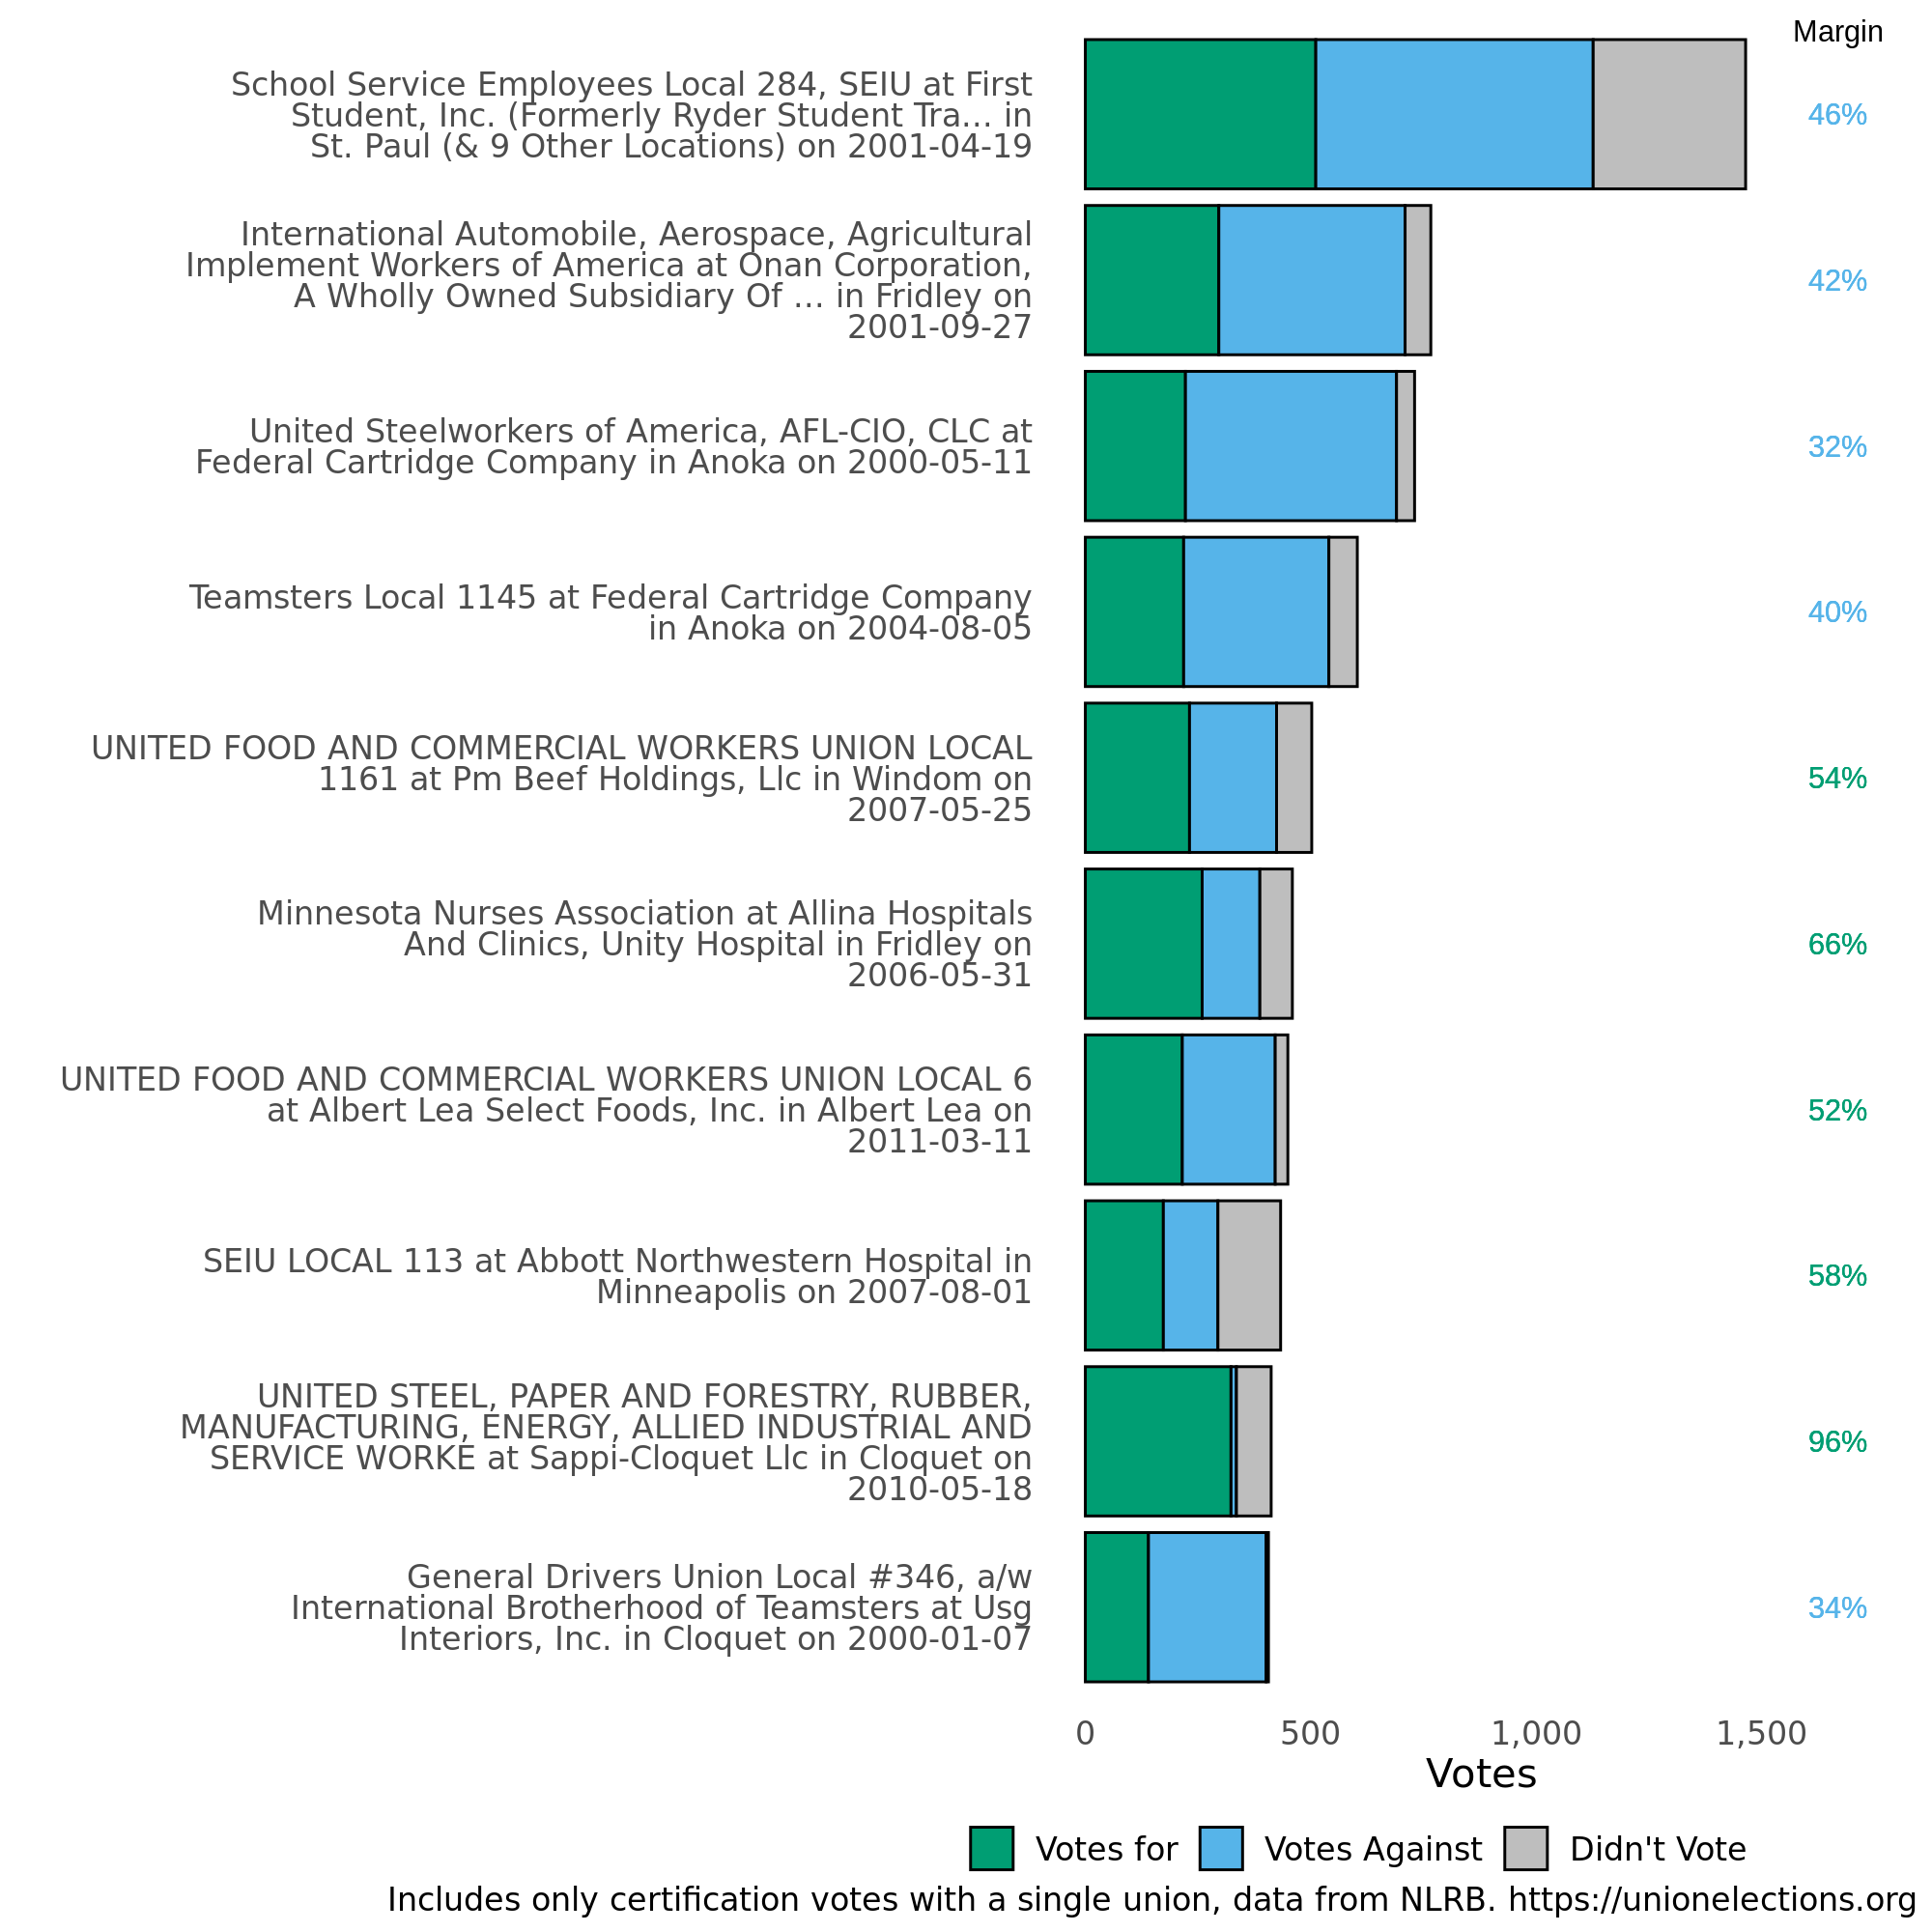 Margin
School Service Employees Local 284, SEIU at First
Student, Inc. (Formerly Ryder Student Tra... in
St. Paul (& 9 Other Locations) on 2001-04-19
46%
International Automobile, Aerospace, Agricultural
Implement Workers of America at Onan Corporation,
A Wholly Owned Subsidiary Of ... in Fridley on
2001-09-27
42%
United Steelworkers of America, AFL-CIO, CLC at
Federal Cartridge Company in Anoka on 2000-05-11
32%
Teamsters Local 1145 at Federal Cartridge Company
in Anoka on 2004-08-05
40%
UNITED FOOD AND COMMERCIAL WORKERS UNION LOCAL
1161 at Pm Beef Holdings, Llc in Windom on
2007-05-25
54%
Minnesota Nurses Association at Allina Hospitals
And Clinics, Unity Hospital in Fridley on
2006-05-31
66%
UNITED FOOD AND COMMERCIAL WORKERS UNION LOCAL 6
at Albert Lea Select Foods, Inc. in Albert Lea on
2011-03-11
52%
SEIU LOCAL 113 at Abbott Northwestern Hospital in
Minneapolis on 2007-08-01
58%
UNITED STEEL, PAPER AND FORESTRY, RUBBER,
MANUFACTURING, ENERGY, ALLIED INDUSTRIAL AND
SERVICE WORKE at Sappi-Cloquet Llc in Cloquet on
2010-05-18
96%
General Drivers Union Local #346, a/w
International Brotherhood of Teamsters at Usg
Interiors, Inc. in Cloquet on 2000-01-07
34%
0 500 1,000 1,500
Votes
Votes for Votes Against Didn't Vote
Includes only certification votes with a single union, data from NLRB. https://unionelections.org